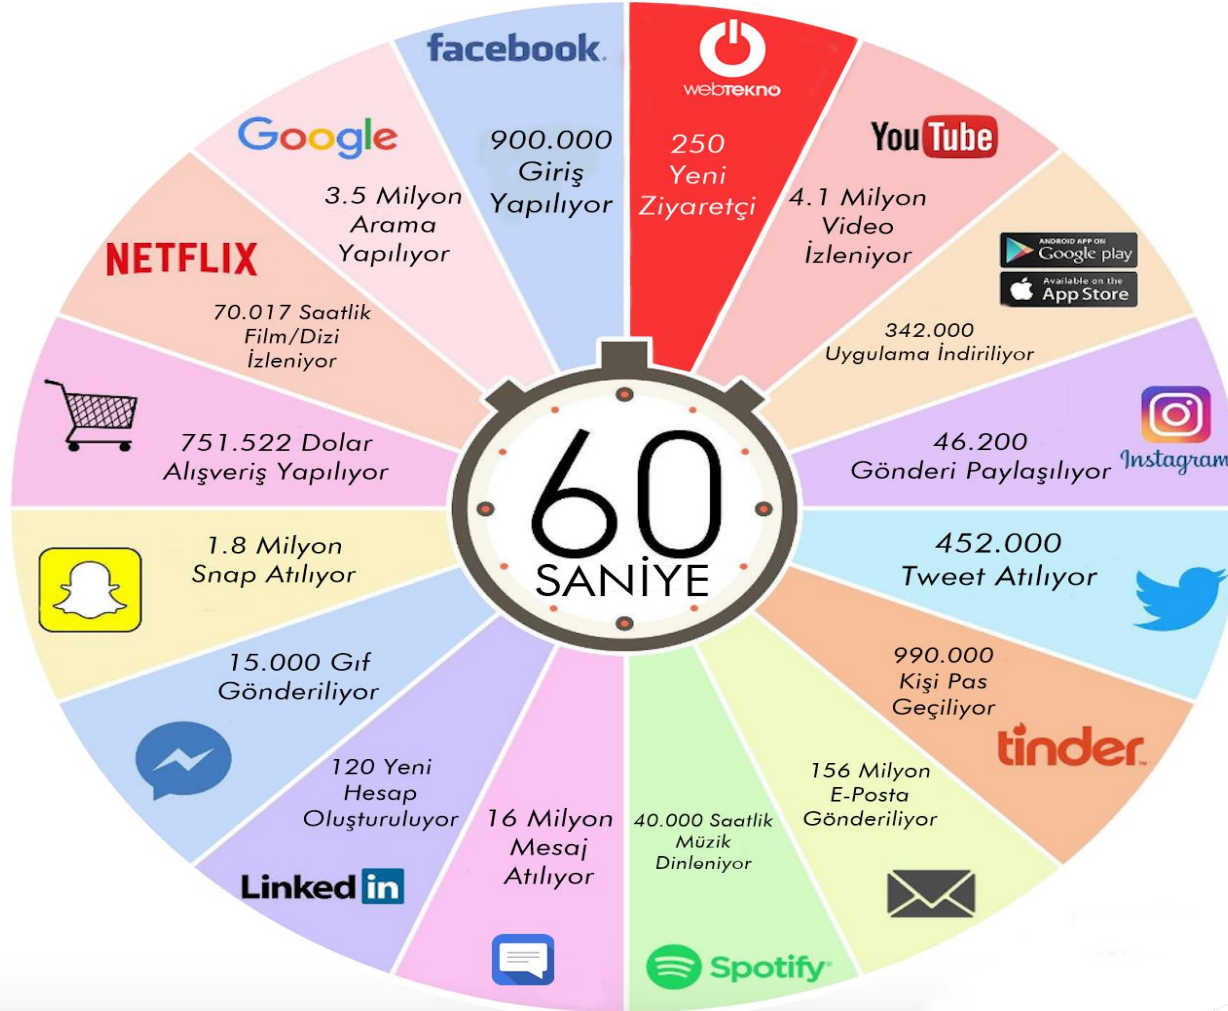 facebook.
900.000
Giriş
Yapılıyor
webTEKNO
250
Yeni
Ziyaretçi
YouTube
4.1 Milyon
Video
İzleniyor
ANDROID APP ON
Google play
Available on the
App Store
342.000
Uygulama İndiriliyor
Instagram
46.200
Gönderi Paylaşılıyor
452.000
Tweet Atılıyor
990.000
Kişi Pas
Geçiliyor
tinder
156 Milyon
E-Posta
Gönderiliyor
40.000 Saatlik
Müzik
Dinleniyor
Spotify
16 Milyon
Mesaj
Atılıyor
120 Yeni
Hesap
Oluşturuluyor
Linked in
15.000 Gıf
Gönderiliyor
1.8 Milyon
Snap Atılıyor
751.522 Dolar
Alışveriş Yapılıyor
NETFLIX
70.017 Saatlik
Film/Dizi
İzleniyor
Google
3.5 Milyon
Arama
Yapılıyor
60
SANİYE